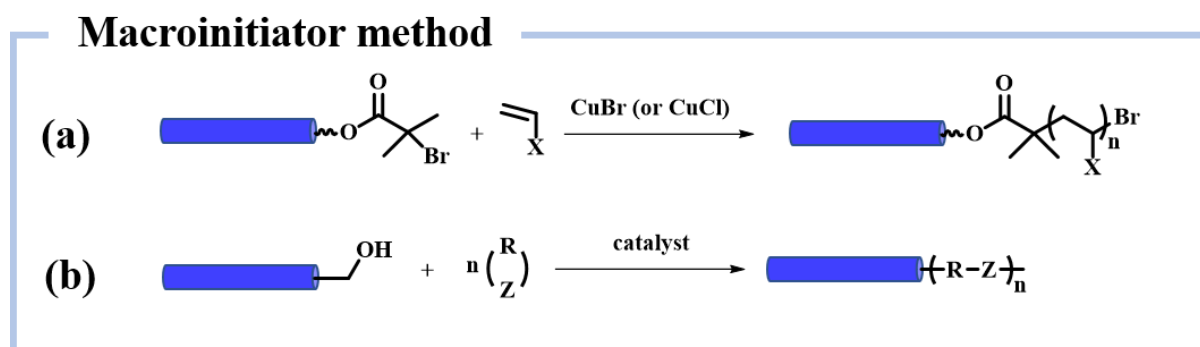 Macroinitiator method
(a) O O Br + X CuBr (or CuCl) O O Br n X
(b) OH + n ( R Z ) catalyst ( R-Z ) n